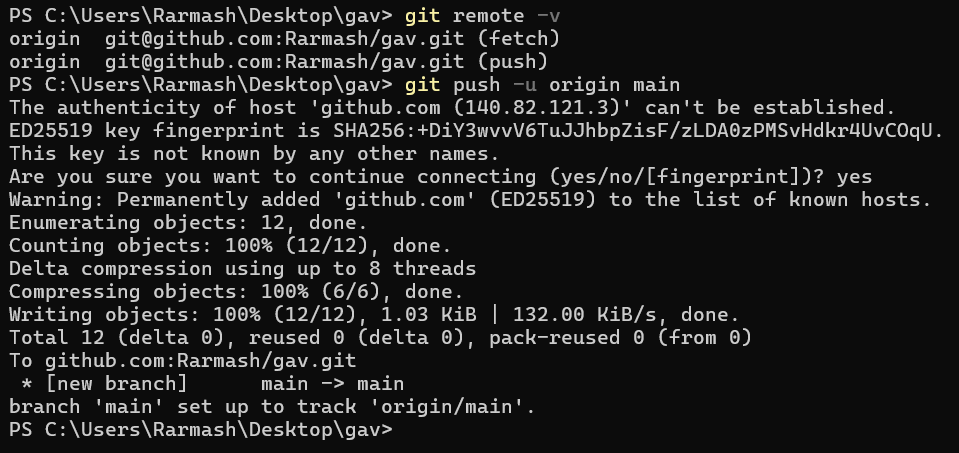 PS C:\Users\Rarmash\Desktop\gav> git remote -v
origin  git@github.com:Rarmash/gav.git (fetch)
origin  git@github.com:Rarmash/gav.git (push)
PS C:\Users\Rarmash\Desktop\gav> git push -u origin main
The authenticity of host 'github.com (140.82.121.3)' can't be established.
ED25519 key fingerprint is SHA256:+DiY3wvvV6TuJJhbpZisF/zLDA0zPMSvHdkr4UvCOqU.
This key is not known by any other names.
Are you sure you want to continue connecting (yes/no/[fingerprint])? yes
Warning: Permanently added 'github.com' (ED25519) to the list of known hosts.
Enumerating objects: 12, done.
Counting objects: 100% (12/12), done.
Delta compression using up to 8 threads
Compressing objects: 100% (6/6), done.
Writing objects: 100% (12/12), 1.03 KiB | 132.00 KiB/s, done.
Total 12 (delta 0), reused 0 (delta 0), pack-reused 0 (from 0)
To github.com:Rarmash/gav.git
 * [new branch]      main -> main
branch 'main' set up to track 'origin/main'.
PS C:\Users\Rarmash\Desktop\gav>